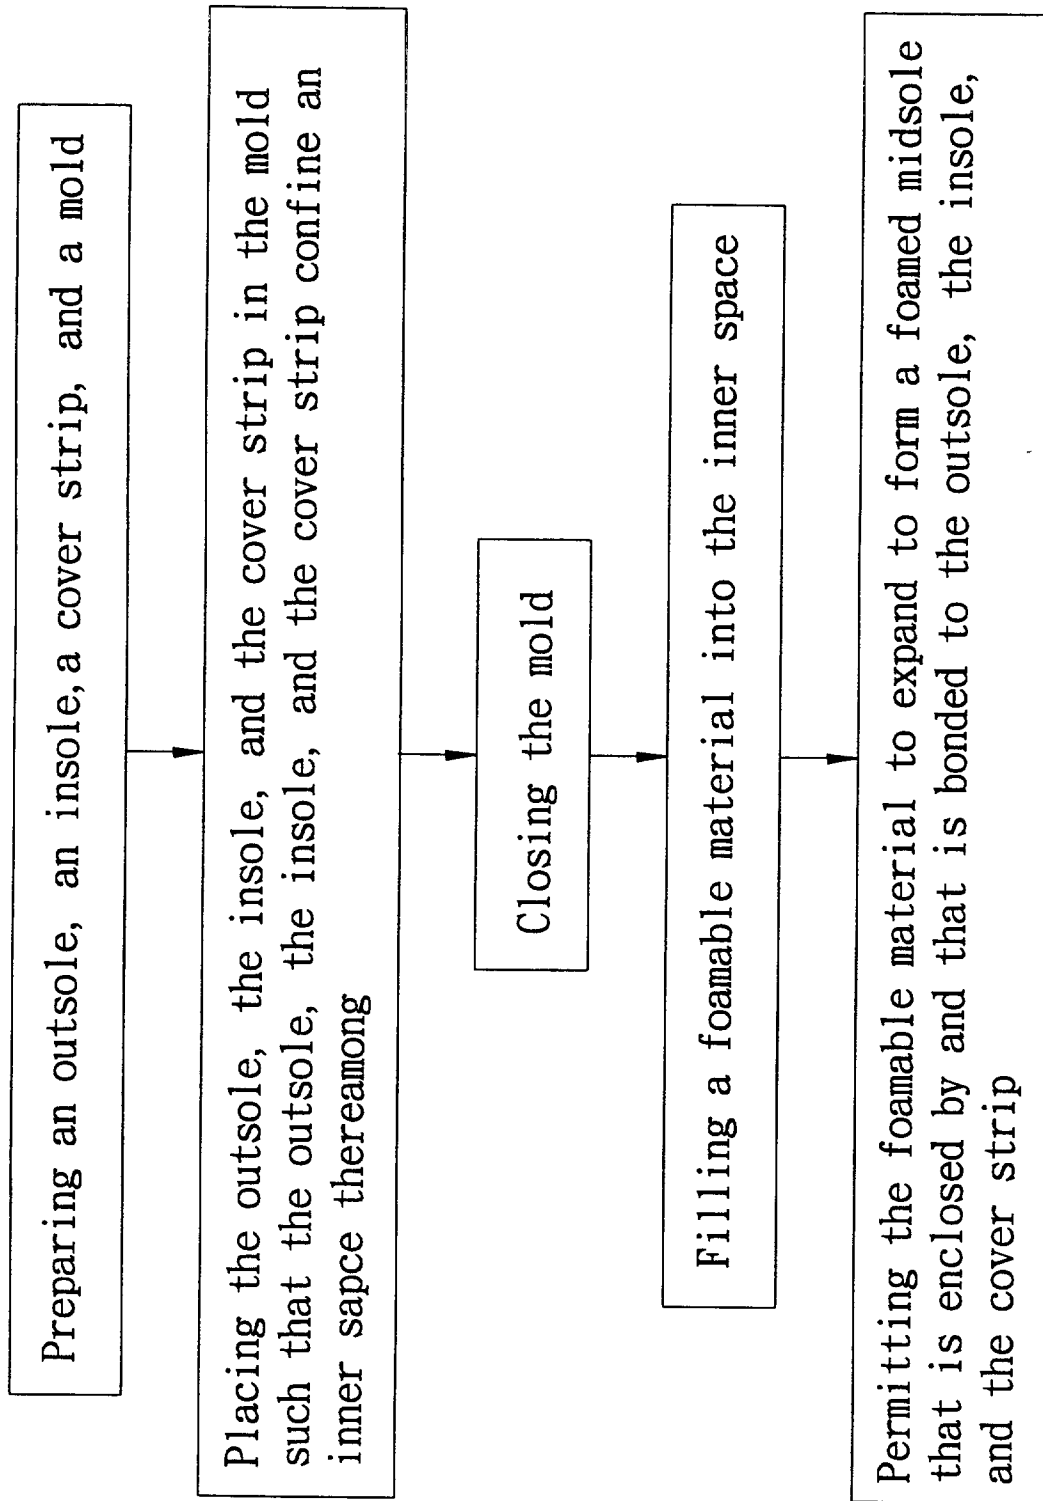 Preparing an outsole, an insole, a cover strip, and a mold
Placing the outsole, the insole, and the cover strip in the mold
such that the outsole, the insole, and the cover strip confine an
inner sapce thereamong
Closing the mold
Filling a foamable material into the inner space
Permitting the foamable material to expand to form a foamed midsole
that is enclosed by and that is bonded to the outsole, the insole,
and the cover strip